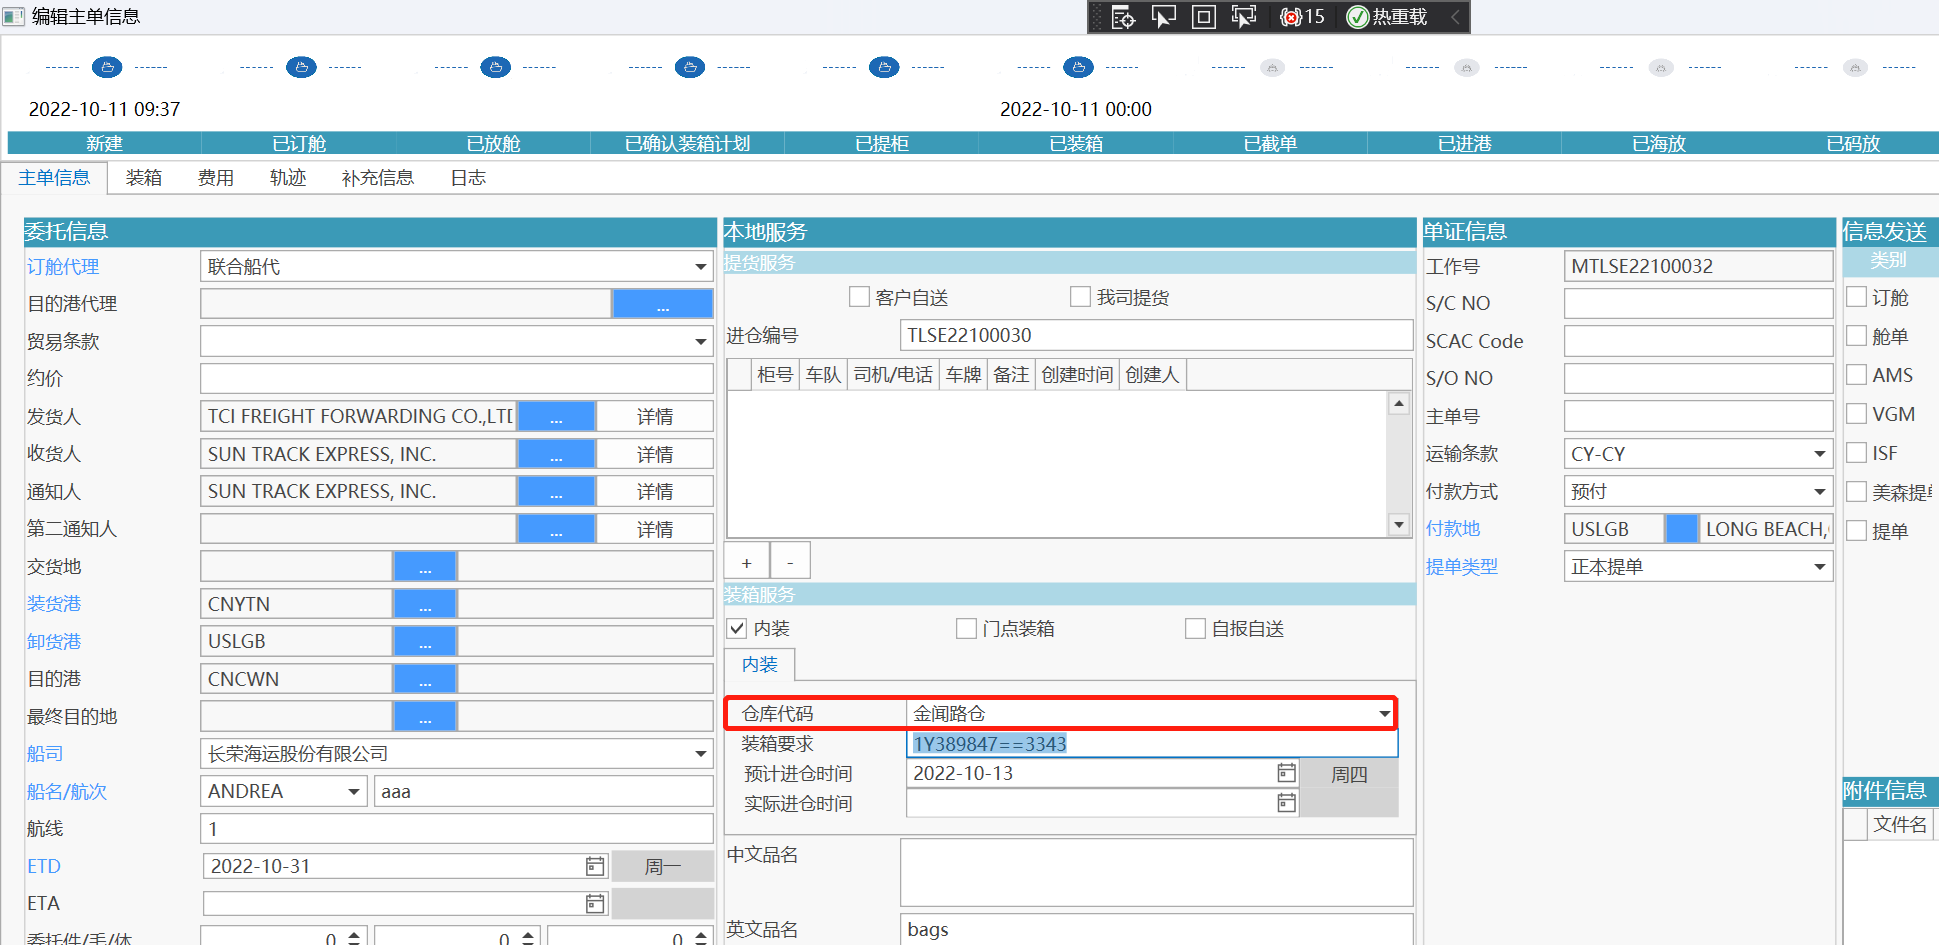 编辑主单信息
15 热重载
2022-10-11 09:37
2022-10-11 00:00
新建 已订舱 已放舱 已确认装箱计划 已提柜 已装箱 已截单 已进港 已海放 已码放
主单信息 装箱 费用 轨迹 补充信息 日志
委托信息
订舱代理 联合船代
目的港代理 ...
贸易条款
约价
发货人 TCI FREIGHT FORWARDING CO.,LTD ... 详情
收货人 SUN TRACK EXPRESS, INC. ... 详情
通知人 SUN TRACK EXPRESS, INC. ... 详情
第二通知人 ... 详情
交货地 ...
装货港 CNYTN ...
卸货港 USLGB ...
目的港 CNCWN ...
最终目的地 ...
船司 长荣海运股份有限公司
船名/航次 ANDREA aaa
航线 1
ETD 2022-10-31 周一
ETA
委托件/毛/体 0 0 0
本地服务
提货服务
客户自送 我司提货
进仓编号 TLSE22100030
柜号 车队 司机/电话 车牌 备注 创建时间 创建人
+ -
装箱服务
内装 门点装箱 自报自送
内装
仓库代码 金闻路仓
装箱要求 1Y389847==3343
预计进仓时间 2022-10-13 周四
实际进仓时间
中文品名
英文品名 bags
单证信息
工作号 MTLSE22100032
S/C NO
SCAC Code
S/O NO
主单号
运输条款 CY-CY
付款方式 预付
付款地 USLGB LONG BEACH,
提单类型 正本提单
信息发送
类别
订舱
舱单
AMS
VGM
ISF
美森提单
提单
附件信息
文件名